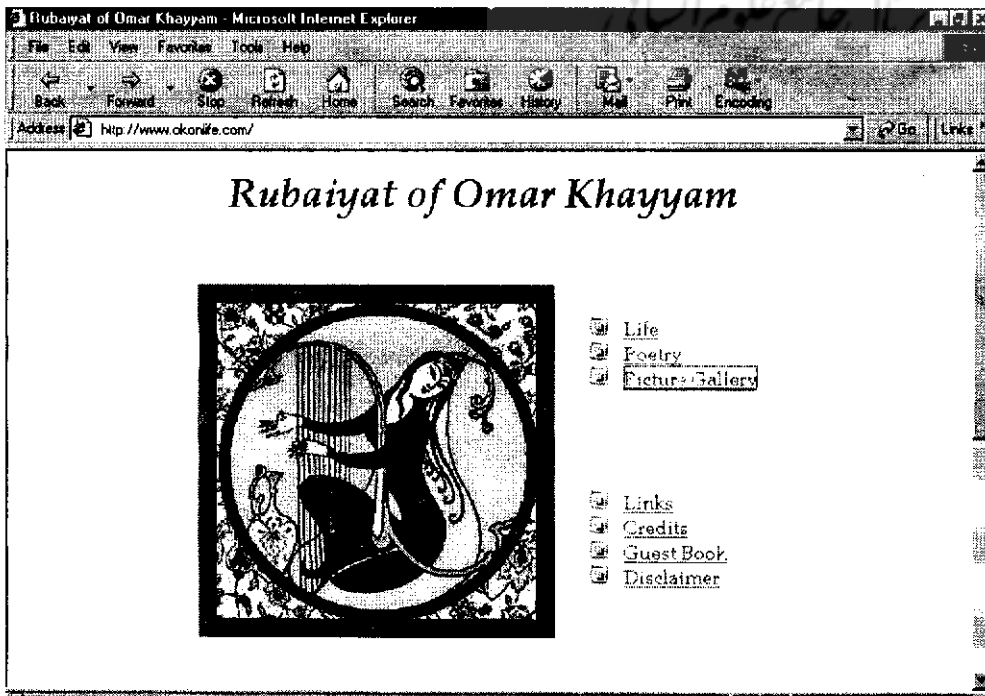 Rubaiyat of Omar Khayyam - Microsoft Internet Explorer
File Edit View Favorites Tools Help
Back Forward Stop Refresh Home Search Favorites History Mail Print Encoding
Address http://www.okonlife.com/ Go Links
Rubaiyat of Omar Khayyam
Life
Poetry
Picture Gallery
Links
Credits
Guest Book
Disclaimer